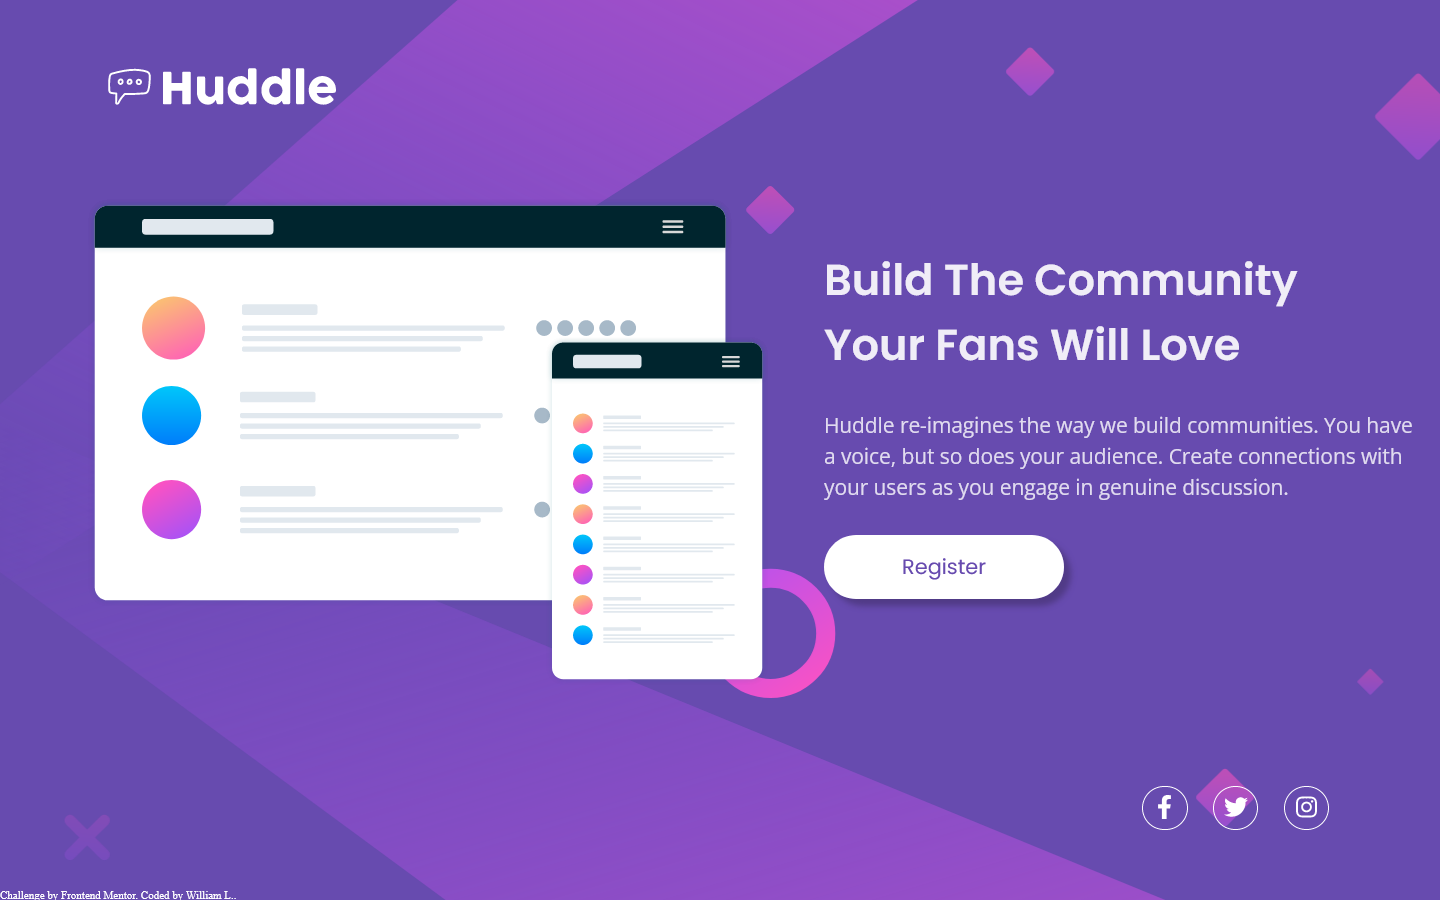 Huddle
Build The Community
Your Fans Will Love
Huddle re-imagines the way we build communities. You have
a voice, but so does your audience. Create connections with
your users as you engage in genuine discussion.
Register
Challenge by Frontend Mentor. Coded by William L..